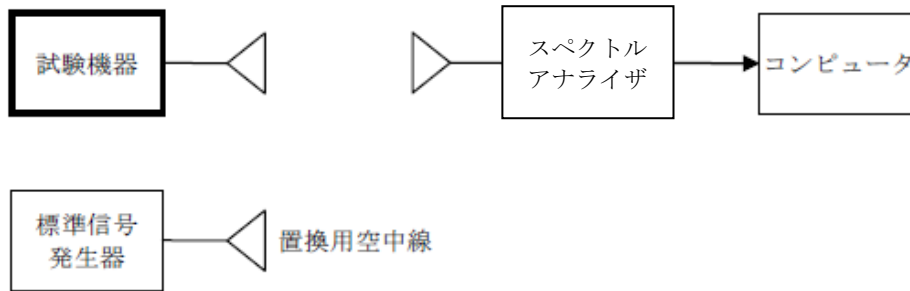 試験機器
スペクトル
アナライザ
コンピュータ
標準信号
発生器
置換用空中線